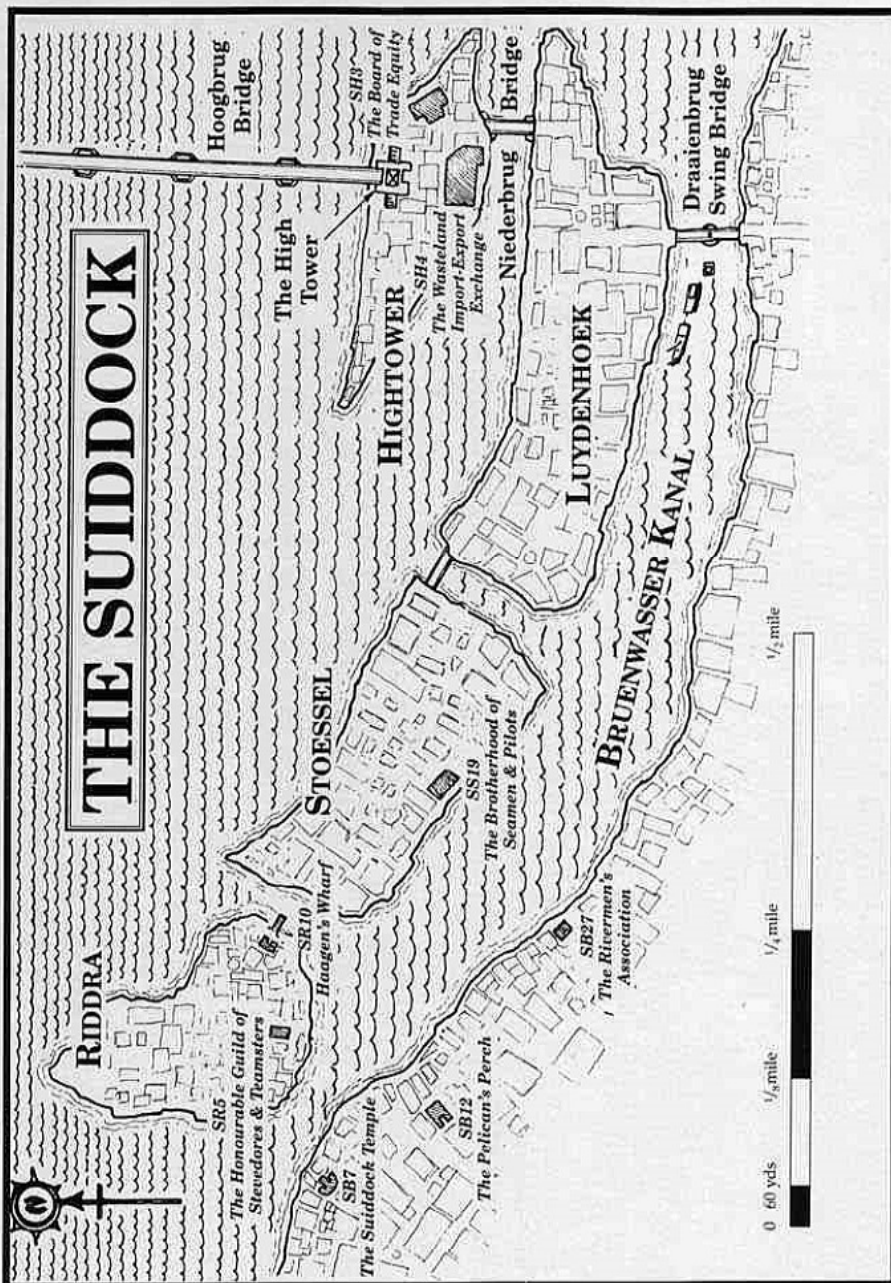 THE SUIDDOCK
N
RIDDRA
SR5
The Honourable Guild of
Stevedores & Teamsters
SR10
Haagen's Wharf
SB7
The Suiddock Temple
SB12
The Pelican's Perch
STOESSEL
SS19
The Brotherhood of
Seamen & Pilots
SB27
The Rivermen's
Association
BRUENWASSER KANAL
HIGHTOWER
The High
Tower
Hoogbrug
Bridge
SH3
The Board of
Trade Equity
SH4
The Wasteland
Import-Export
Exchange
Niederbrug Bridge
LUYDENHOEK
Draaienbrug
Swing Bridge
0 60 yds 1/8 mile 1/4 mile 1/2 mile